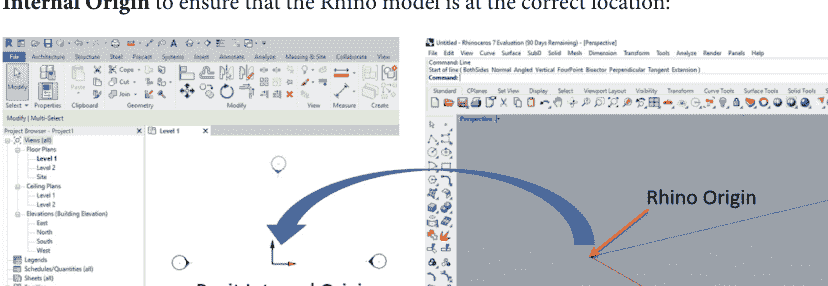 Internal Origin to ensure that the Rhino model is at the correct location:
File Architecture Structure Steel Precast Systems Insert Annotate Analyze Massing & Site Collaborate View
Modify
Cope
Cut
Join
Paste
Select Properties Clipboard Geometry Modify View Measure Create
Modify | Multi-Select
Project Browser - Project1
Level 1
Views (all)
Floor Plans
Level 1
Level 2
Site
Ceiling Plans
Level 1
Level 2
Elevations (Building Elevation)
East
North
South
West
Legends
Schedules/Quantities (all)
Sheets (all)
Untitled - Rhinoceros 7 Evaluation (90 Days Remaining) - [Perspective]
File Edit View Curve Surface SubD Solid Mesh Dimension Transform Tools Analyze Render Panels Help
Command: Line
Start of line ( BothSides Normal Angled Vertical FourPoint Bisector Perpendicular Tangent Extension )
Command:
Standard CPlanes Set View Display Select Viewport Layout Visibility Transform Curve Tools Surface Tools Solid Tools
Perspective
Rhino Origin